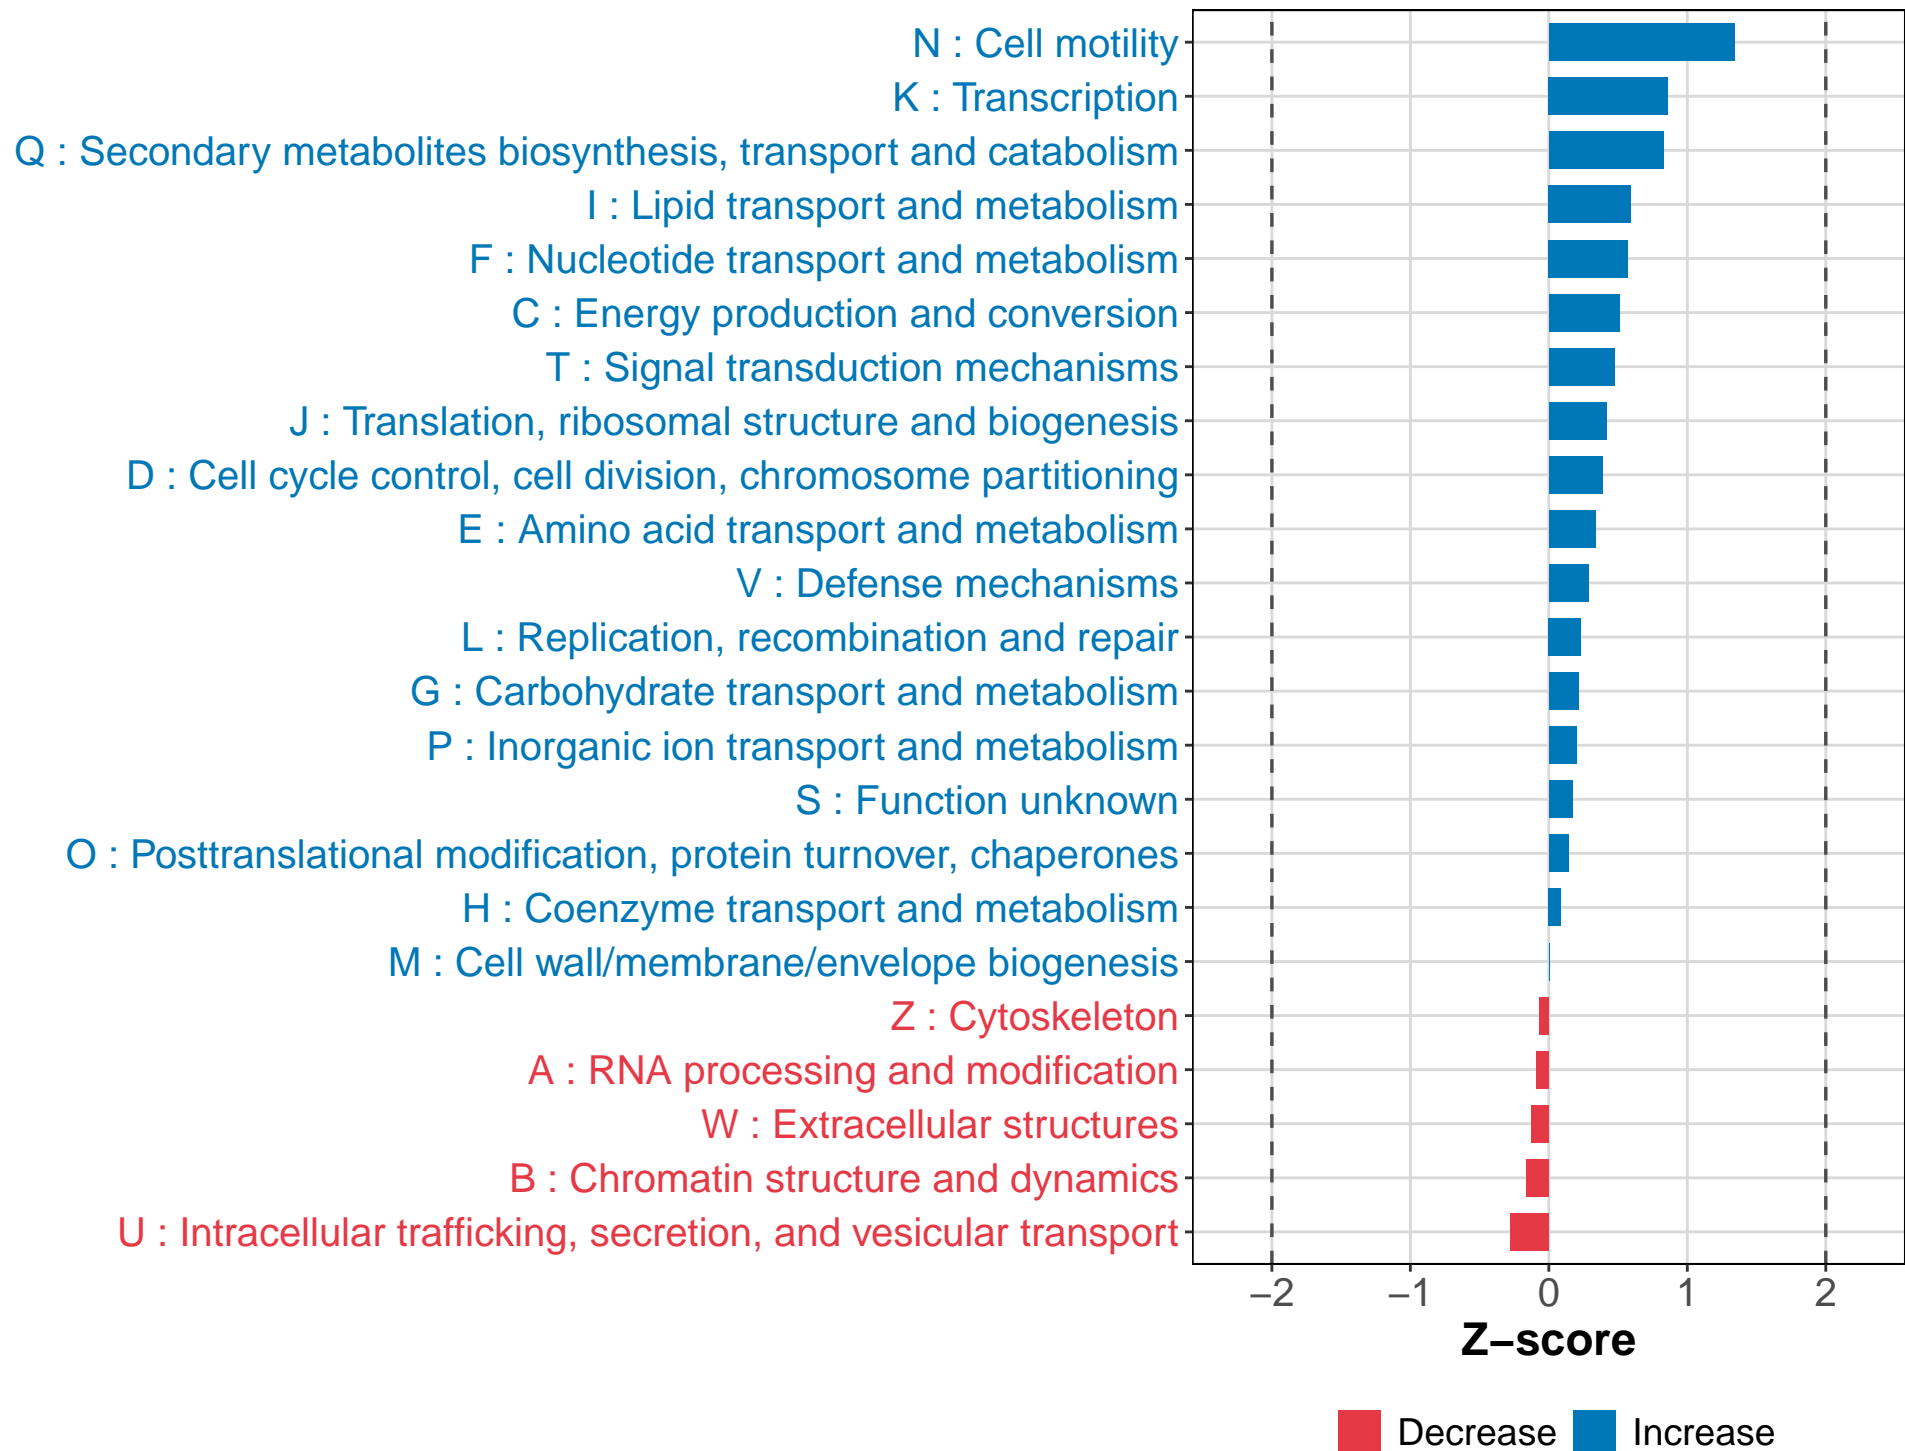 N : Cell motility
K : Transcription
Q : Secondary metabolites biosynthesis, transport and catabolism
I : Lipid transport and metabolism
F : Nucleotide transport and metabolism
C : Energy production and conversion
T : Signal transduction mechanisms
J : Translation, ribosomal structure and biogenesis
D : Cell cycle control, cell division, chromosome partitioning
E : Amino acid transport and metabolism
V : Defense mechanisms
L : Replication, recombination and repair
G : Carbohydrate transport and metabolism
P : Inorganic ion transport and metabolism
S : Function unknown
O : Posttranslational modification, protein turnover, chaperones
H : Coenzyme transport and metabolism
M : Cell wall/membrane/envelope biogenesis
Z : Cytoskeleton
A : RNA processing and modification
W : Extracellular structures
B : Chromatin structure and dynamics
U : Intracellular trafficking, secretion, and vesicular transport
−2 −1 0 1 2
Z−score
Decrease Increase